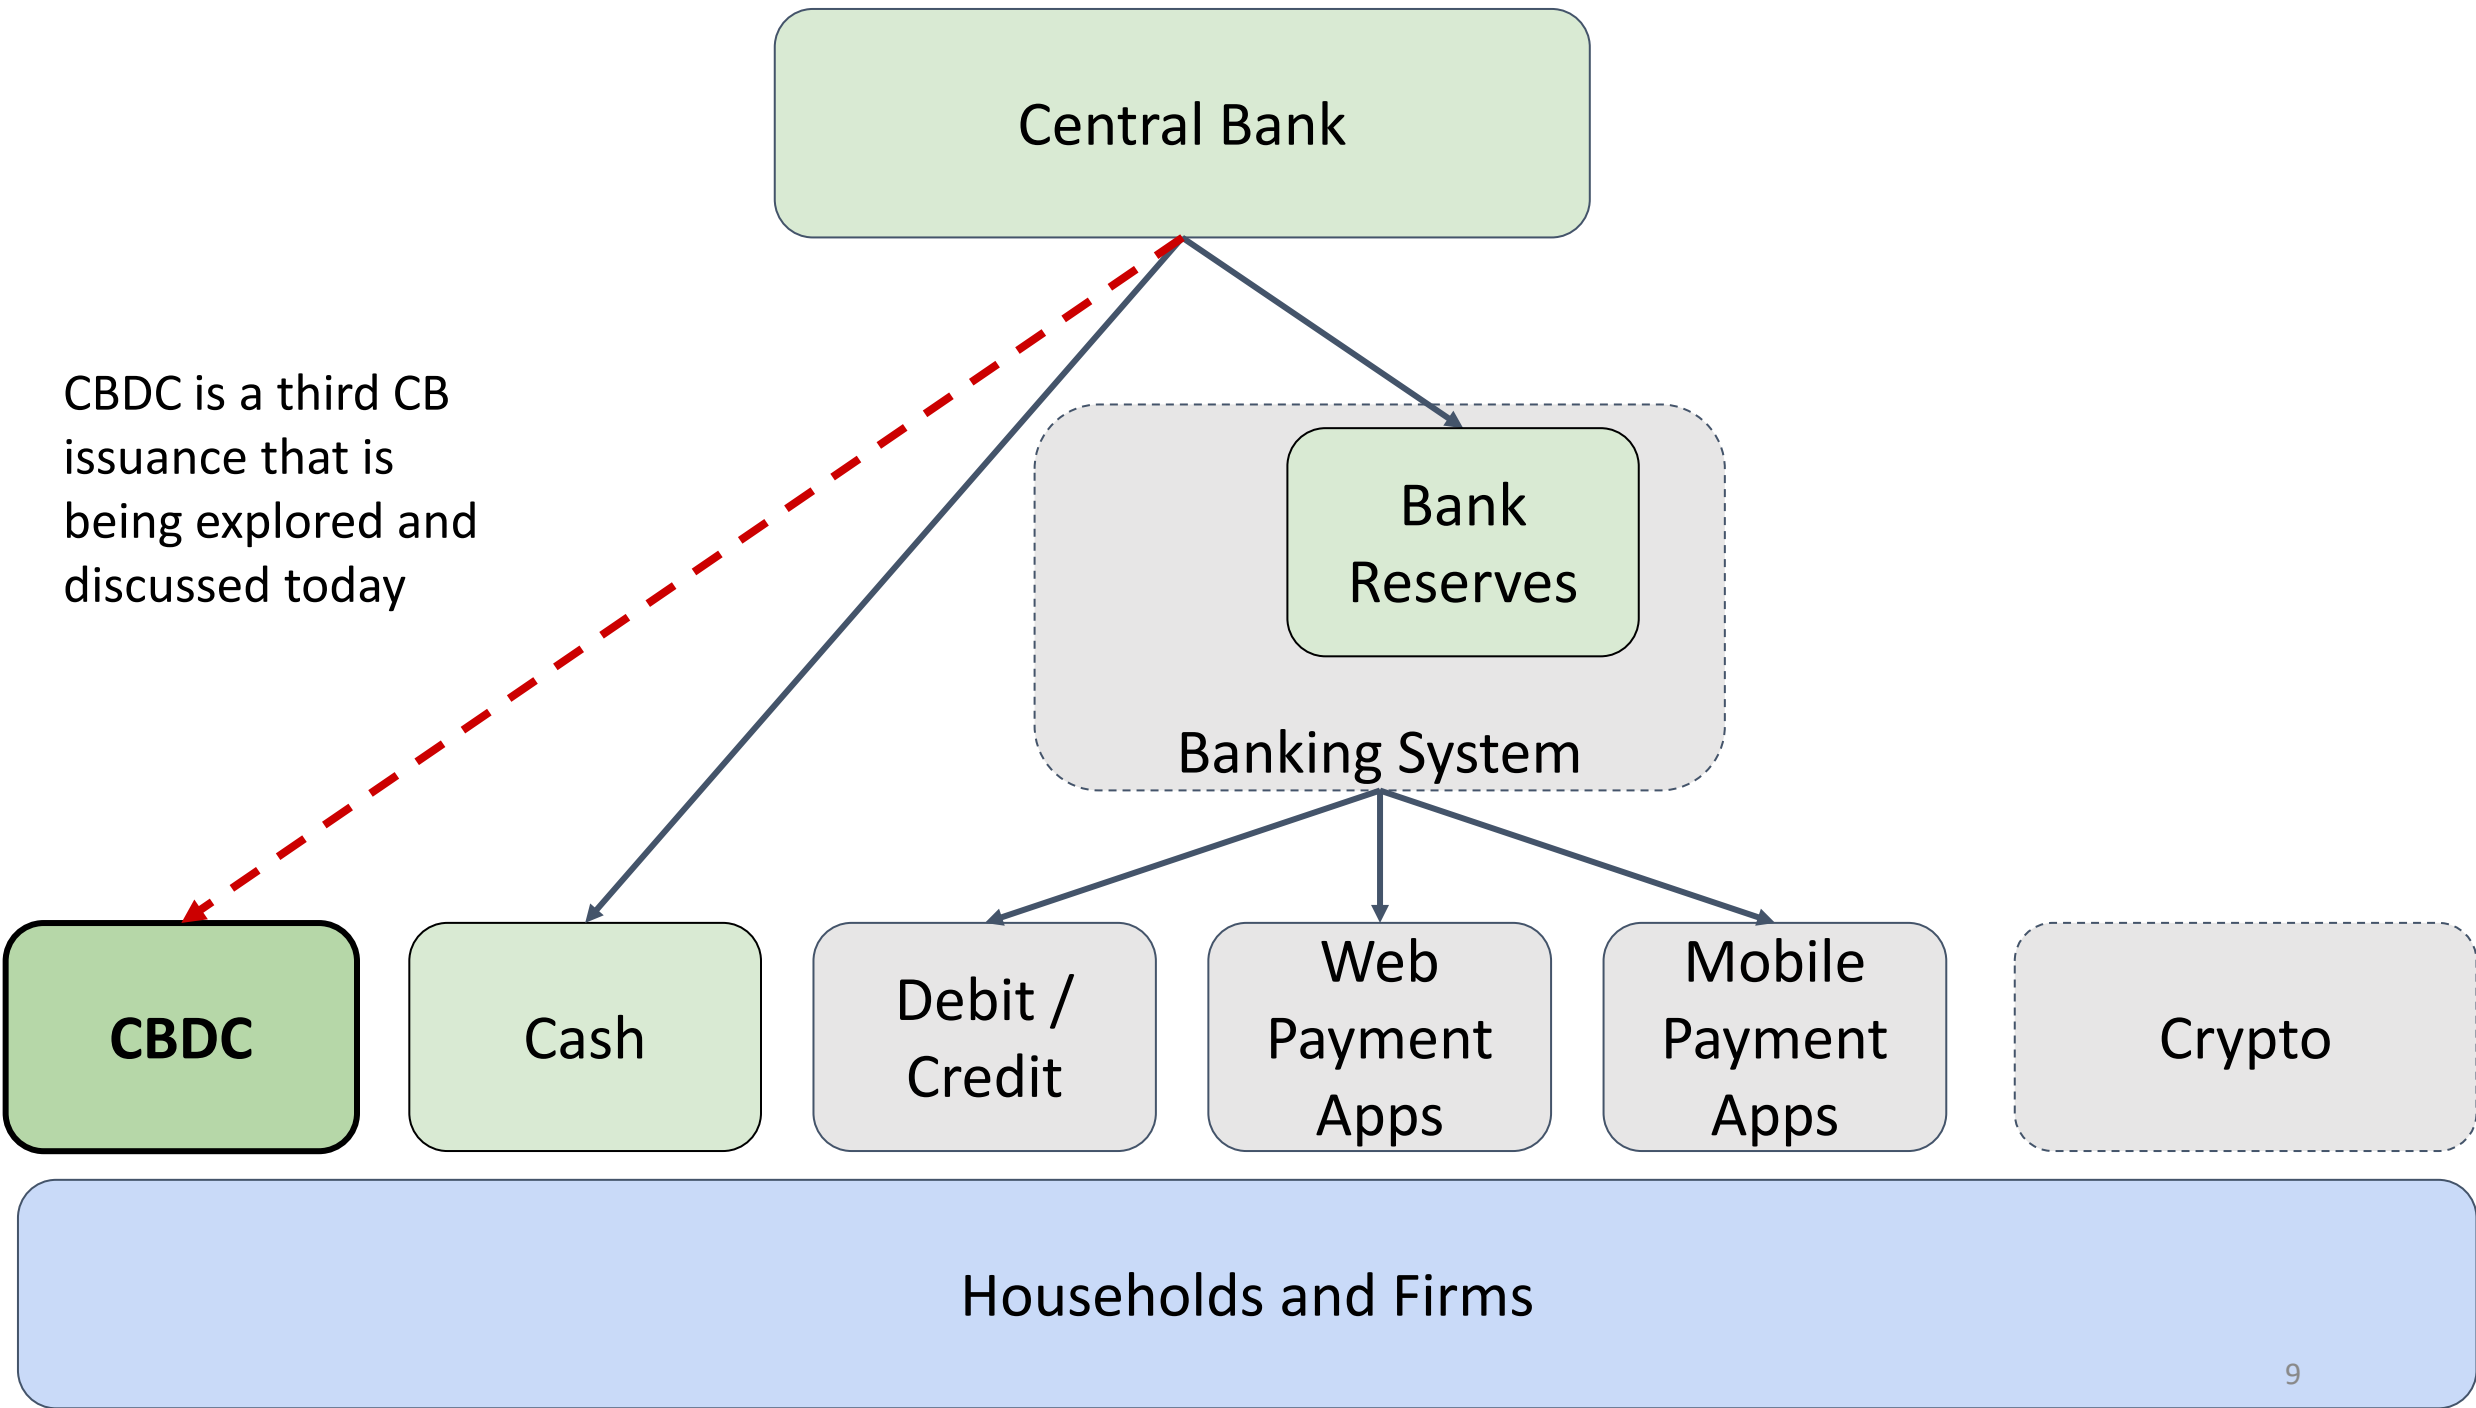 Central Bank
CBDC is a third CB
issuance that is
being explored and
discussed today
Bank
Reserves
Banking System
CBDC
Cash
Debit /
Credit
Web
Payment
Apps
Mobile
Payment
Apps
Crypto
Households and Firms
9